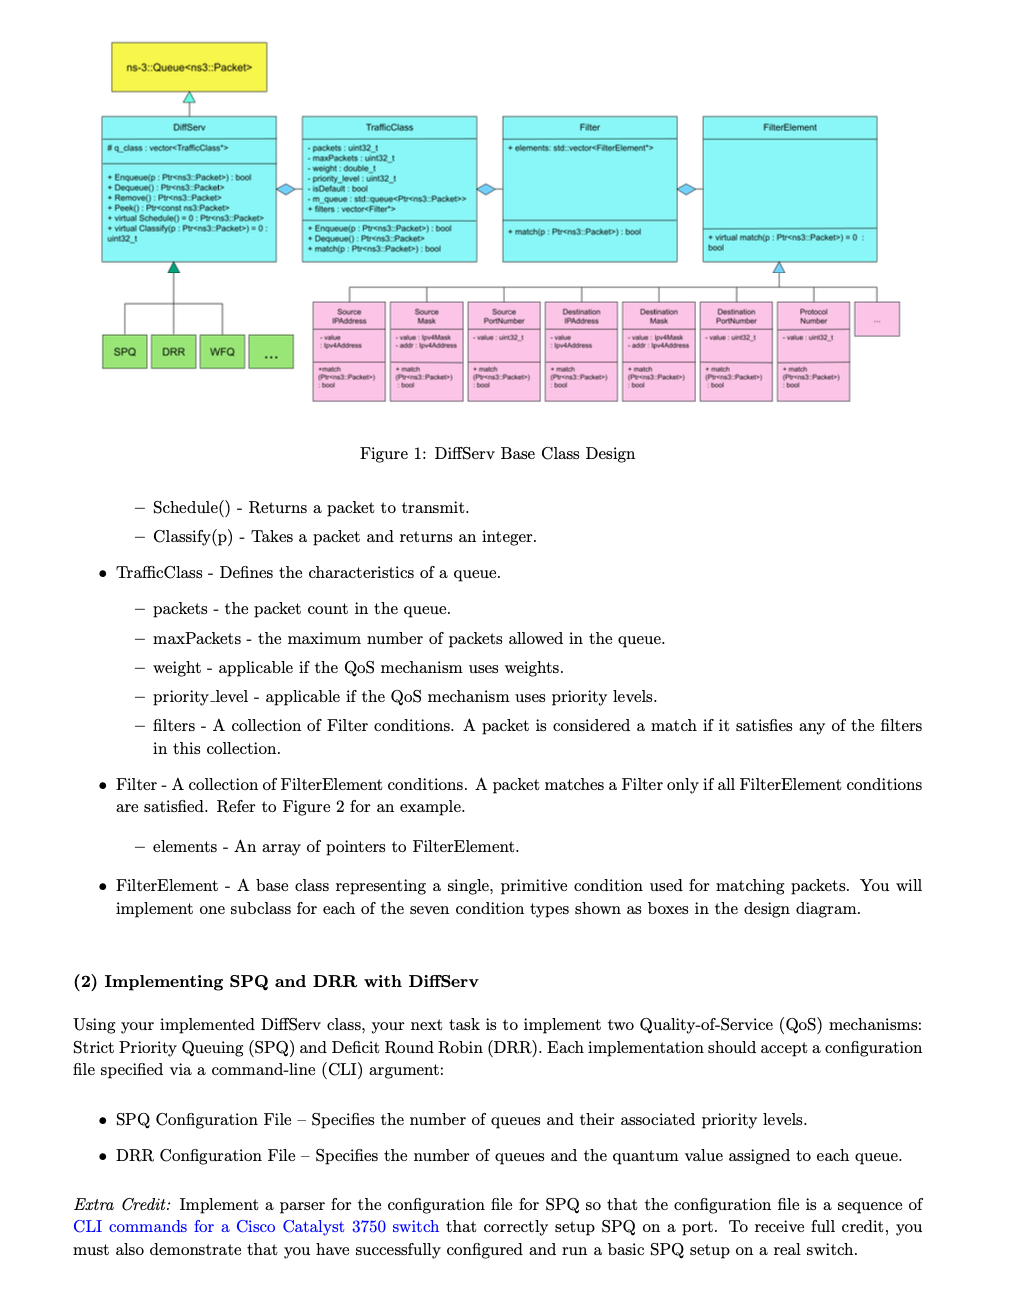 ns-3::Queue<ns3::Packet>
DiffServ
# q_class : vector<TrafficClass*>
+ Enqueue(p : Ptr<ns3::Packet>) : bool
+ Dequeue() : Ptr<ns3::Packet>
+ Remove() : Ptr<ns3::Packet>
+ Peek() : Ptr<const ns3:Packet>
+ virtual Schedule() = 0 : Ptr<ns3::Packet>
+ virtual Classify(p : Ptr<ns3::Packet>) = 0 :
uint32_t
TrafficClass
- packets : uint32_t
- maxPackets : uint32_t
- weight : double_t
- priority_level : uint32_t
- isDefault : bool
- m_queue : std::queue<Ptr<ns3::Packet>>
+ filters : vector<Filter*>
+ Enqueue(p : Ptr<ns3::Packet>) : bool
+ Dequeue() : Ptr<ns3::Packet>
+ match(p : Ptr<ns3::Packet>) : bool
Filter
+ elements: std::vector<FilterElement*>
+ match(p : Ptr<ns3::Packet>) : bool
FilterElement
+ virtual match(p : Ptr<ns3::Packet>) = 0 :
bool
SPQ
DRR
WFQ
...
Source
IPAddress
- value
: Ipv4Address
+match
(Ptr<ns3::Packet>)
: bool
Source
Mask
- value : Ipv4Mask
- addr : Ipv4Address
+ match
(Ptr<ns3::Packet>)
: bool
Source
PortNumber
- value : uint32_t
+ match
(Ptr<ns3::Packet>)
: bool
Destination
IPAddress
- value
: Ipv4Address
+ match
(Ptr<ns3::Packet>)
: bool
Destination
Mask
- value : Ipv4Mask
- addr : Ipv4Address
+ match
(Ptr<ns3::Packet>)
: bool
Destination
PortNumber
- value : uint32_t
+ match
(Ptr<ns3::Packet>)
: bool
Protocol
Number
- value : uint32_t
+ match
(Ptr<ns3::Packet>)
: bool
...
Figure 1: DiffServ Base Class Design
– Schedule() - Returns a packet to transmit.
– Classify(p) - Takes a packet and returns an integer.
• TrafficClass - Defines the characteristics of a queue.
– packets - the packet count in the queue.
– maxPackets - the maximum number of packets allowed in the queue.
– weight - applicable if the QoS mechanism uses weights.
– priority_level - applicable if the QoS mechanism uses priority levels.
– filters - A collection of Filter conditions. A packet is considered a match if it satisfies any of the filters
in this collection.
• Filter - A collection of FilterElement conditions. A packet matches a Filter only if all FilterElement conditions
are satisfied. Refer to Figure 2 for an example.
– elements - An array of pointers to FilterElement.
• FilterElement - A base class representing a single, primitive condition used for matching packets. You will
implement one subclass for each of the seven condition types shown as boxes in the design diagram.
(2) Implementing SPQ and DRR with DiffServ
Using your implemented DiffServ class, your next task is to implement two Quality-of-Service (QoS) mechanisms:
Strict Priority Queuing (SPQ) and Deficit Round Robin (DRR). Each implementation should accept a configuration
file specified via a command-line (CLI) argument:
• SPQ Configuration File – Specifies the number of queues and their associated priority levels.
• DRR Configuration File – Specifies the number of queues and the quantum value assigned to each queue.
Extra Credit: Implement a parser for the configuration file for SPQ so that the configuration file is a sequence of
CLI commands for a Cisco Catalyst 3750 switch that correctly setup SPQ on a port. To receive full credit, you
must also demonstrate that you have successfully configured and run a basic SPQ setup on a real switch.